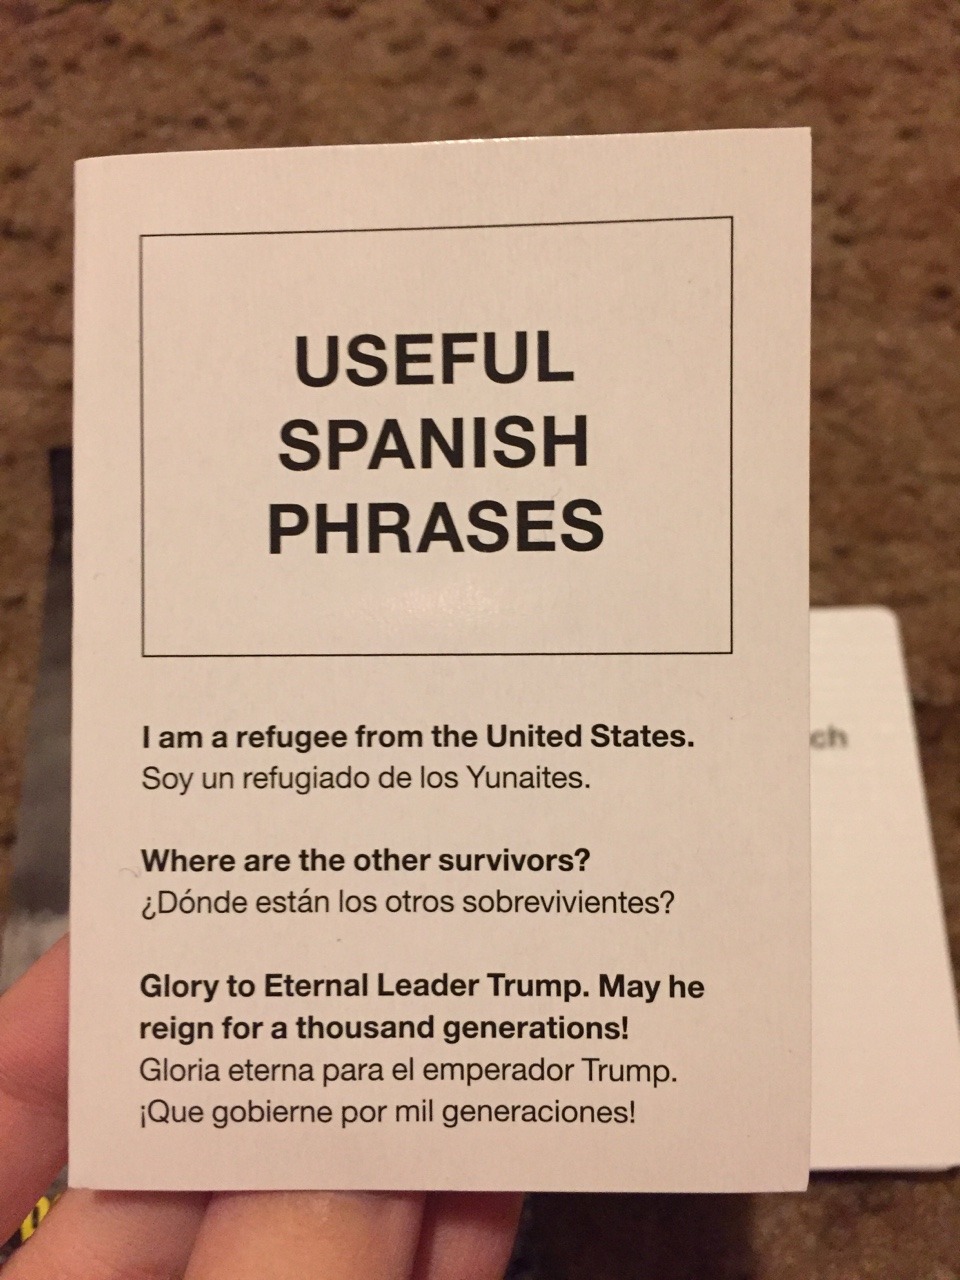 USEFUL
SPANISH
PHRASES
I am a refugee from the United States.
Soy un refugiado de los Yunaites.
Where are the other survivors?
¿Dónde están los otros sobrevivientes?
Glory to Eternal Leader Trump. May he
reign for a thousand generations!
Gloria eterna para el emperador Trump.
¡Que gobierne por mil generaciones!
ch